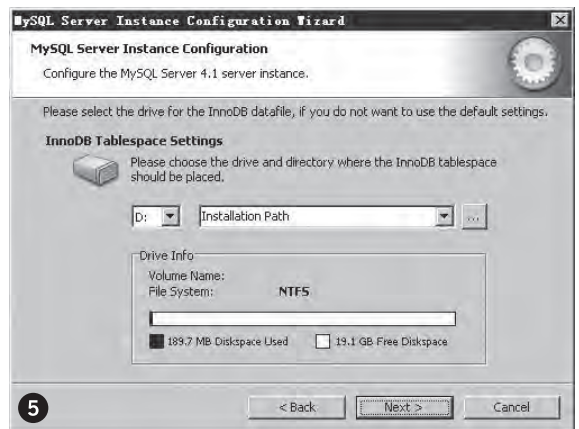 MySQL Server Instance Configuration Wizard
MySQL Server Instance Configuration
Configure the MySQL Server 4.1 server instance.
Please select the drive for the InnoDB datafile, if you do not want to use the default settings.
InnoDB Tablespace Settings
Please choose the drive and directory where the InnoDB tablespace
should be placed.
D: Installation Path ...
Drive Info
Volume Name:
File System: NTFS
189.7 MB Diskspace Used 19.1 GB Free Diskspace
5 < Back Next > Cancel